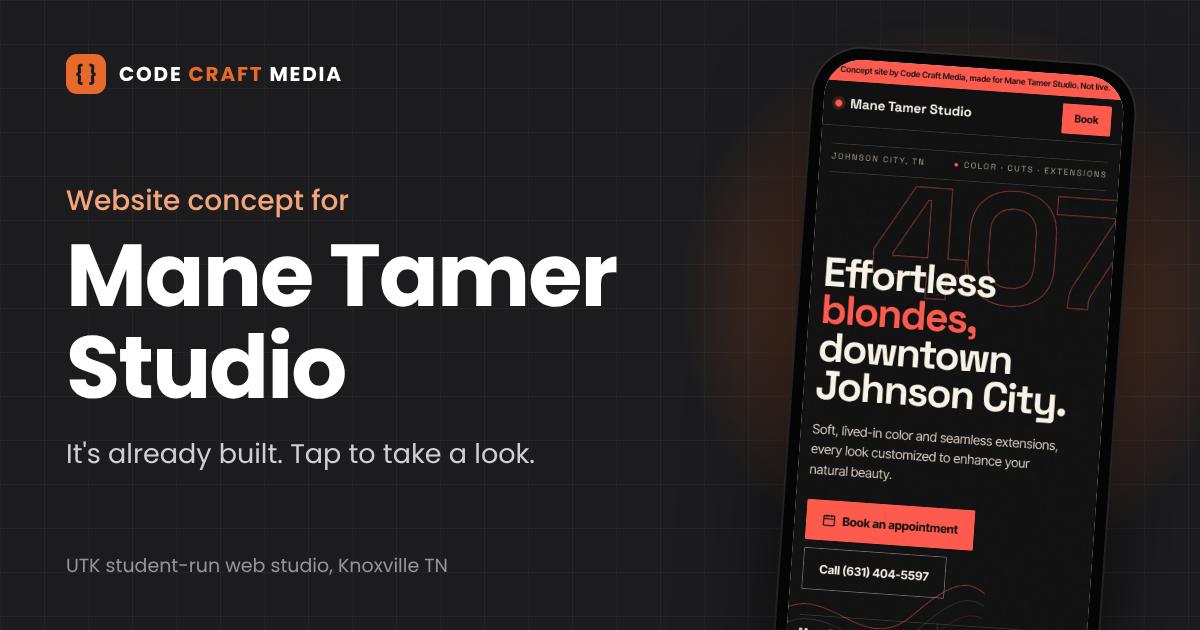 { } CODE CRAFT MEDIA
Website concept for
Mane Tamer
Studio
It's already built. Tap to take a look.
UTK student-run web studio, Knoxville TN
Concept site by Code Craft Media, made for Mane Tamer Studio. Not live.
Mane Tamer Studio
Book
JOHNSON CITY, TN
COLOR · CUTS · EXTENSIONS
407
Effortless
blondes,
downtown
Johnson City.
Soft, lived-in color and seamless extensions,
every look customized to enhance your
natural beauty.
Book an appointment
Call (631) 404-5597